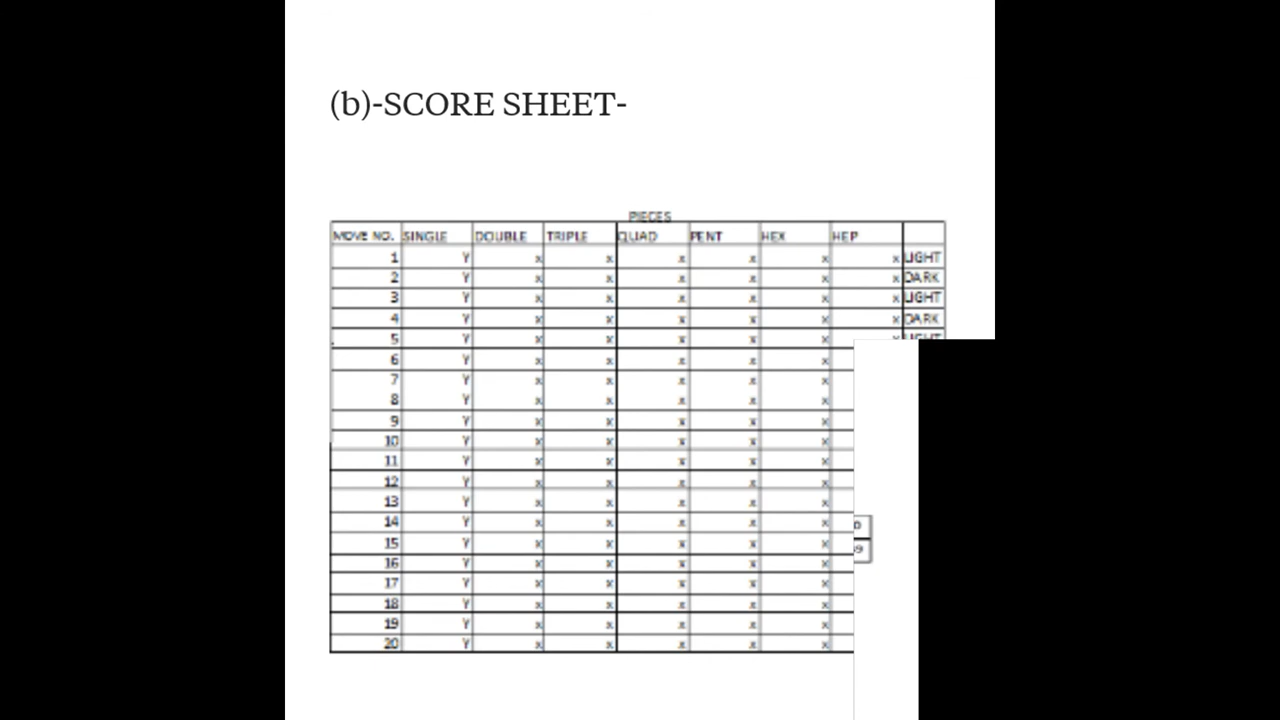 (b)-SCORE SHEET-
PIECES
MOVE NO. SINGLE DOUBLE TRIPLE QUAD PENT HEX HEP
1 Y x x x x x x LIGHT
2 Y x x x x x x DARK
3 Y x x x x x x LIGHT
4 Y x x x x x x DARK
5 Y x x x x x x LIGHT
6 Y x x x x x
7 Y x x x x x
8 Y x x x x x
9 Y x x x x x
10 Y x x x x x
11 Y x x x x x
12 Y x x x x x
13 Y x x x x x
14 Y x x x x x
15 Y x x x x x
16 Y x x x x x
17 Y x x x x x
18 Y x x x x x
19 Y x x x x x
20 Y x x x x x